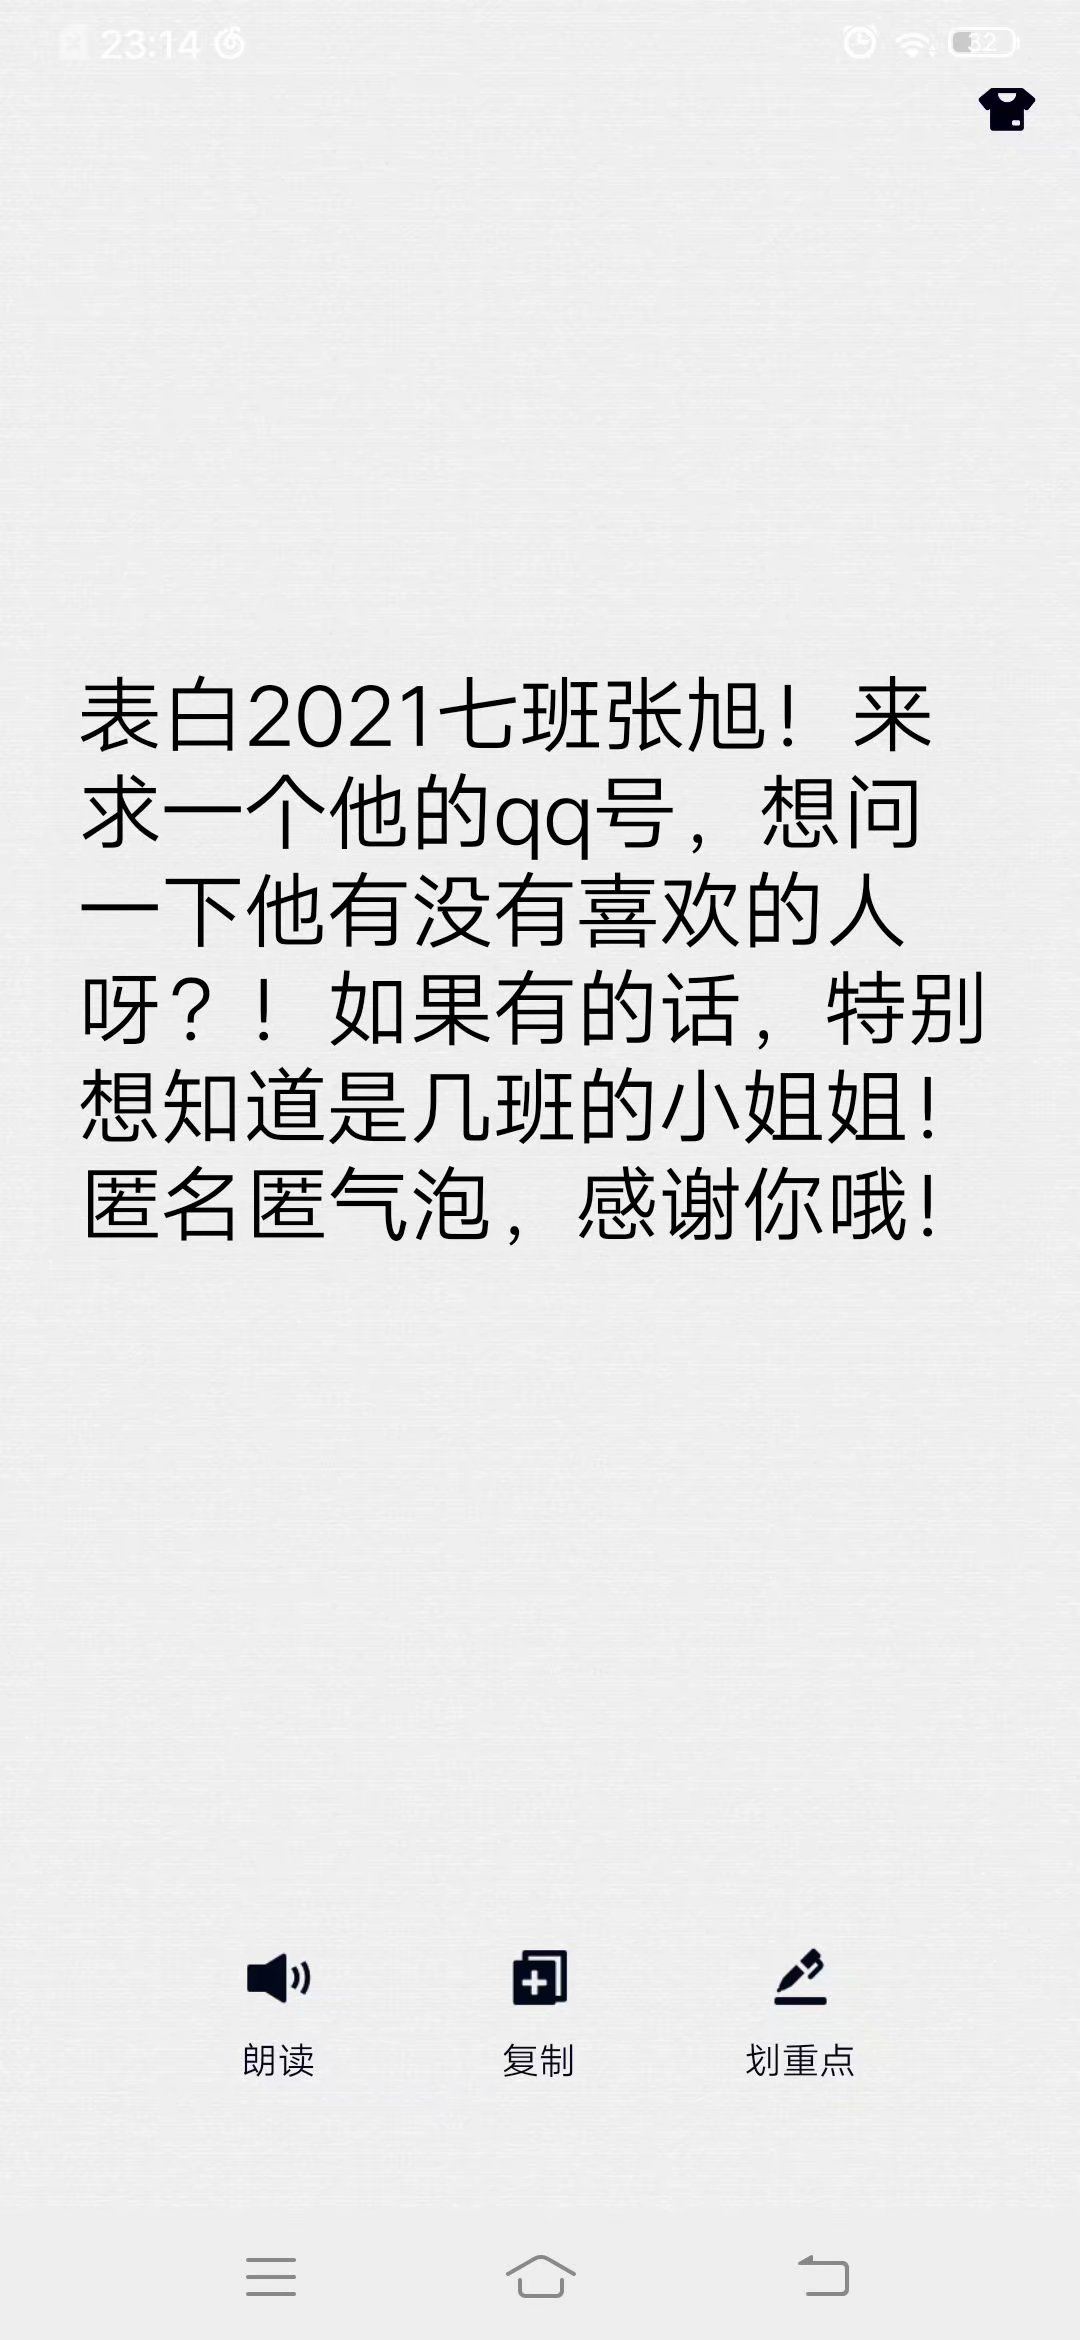 23:14
32
表白2021七班张旭！来
求一个他的qq号，想问
一下他有没有喜欢的人
呀？！如果有的话，特别
想知道是几班的小姐姐！
匿名匿气泡，感谢你哦！
朗读 复制 划重点